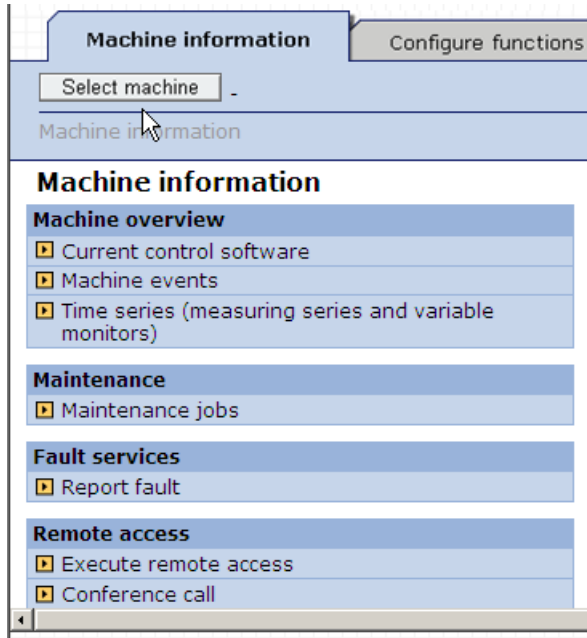 Machine information
Configure functions
Select machine -
Machine information
Machine information
Machine overview
Current control software
Machine events
Time series (measuring series and variable
monitors)
Maintenance
Maintenance jobs
Fault services
Report fault
Remote access
Execute remote access
Conference call